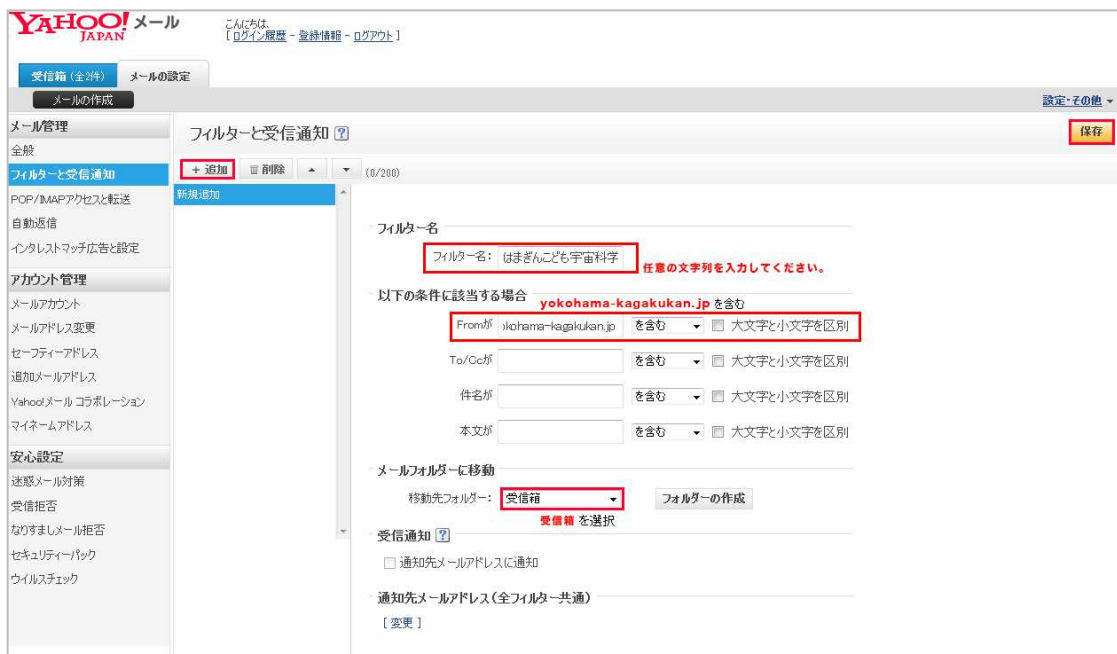 YAHOO! メール
JAPAN
こんにちは、
[ ログイン履歴 - 登録情報 - ログアウト ]
受信箱 (全2件) メールの設定
メールの作成
設定・その他
メール管理
全般
フィルターと受信通知
POP/IMAPアクセスと転送
自動返信
インタレストマッチ広告と設定
アカウント管理
メールアカウント
メールアドレス変更
セーフティーアドレス
追加メールアドレス
Yahoo!メール コラボレーション
マイネームアドレス
安心設定
迷惑メール対策
受信拒否
なりすましメール拒否
セキュリティーパック
ウイルスチェック
フィルターと受信通知 ?
保存
+ 追加 削除 (0/200)
新規追加
フィルター名
フィルター名: はまぎんこども宇宙科学
任意の文字列を入力してください。
以下の条件に該当する場合
yokohama-kagakukan.jp を含む
Fromが okohama-kagakukan.jp を含む 大文字と小文字を区別
To/Ccが を含む 大文字と小文字を区別
件名が を含む 大文字と小文字を区別
本文が を含む 大文字と小文字を区別
メールフォルダーに移動
移動先フォルダー: 受信箱 フォルダーの作成
受信箱 を選択
受信通知 ?
通知先メールアドレスに通知
通知先メールアドレス(全フィルター共通)
[ 変更 ]